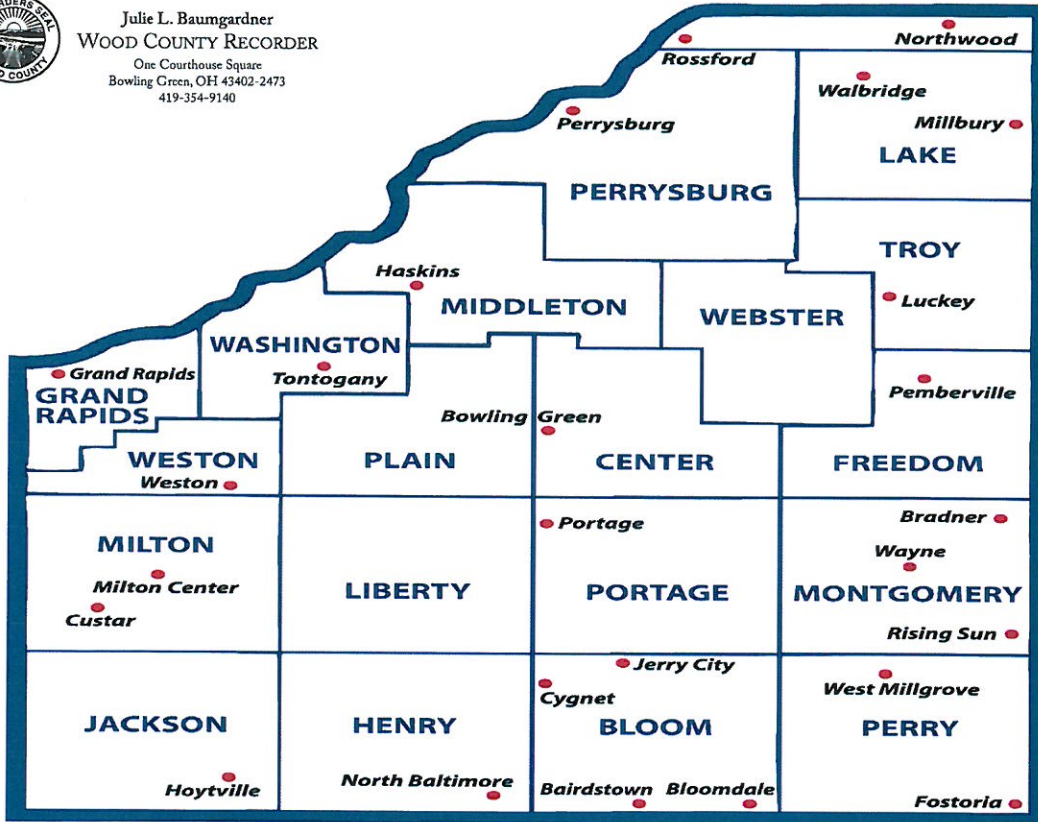 RDERS SEAL
D COUNTY
Julie L. Baumgardner
WOOD COUNTY RECORDER
One Courthouse Square
Bowling Green, OH 43402-2473
419-354-9140
Northwood
Rossford
Walbridge
Perrysburg
Millbury
LAKE
PERRYSBURG
TROY
Haskins
Luckey
MIDDLETON
WEBSTER
WASHINGTON
Grand Rapids
Tontogany
Pemberville
GRAND
RAPIDS
Bowling Green
WESTON
PLAIN
CENTER
FREEDOM
Weston
Portage
Bradner
MILTON
Wayne
Milton Center
LIBERTY
PORTAGE
MONTGOMERY
Custar
Rising Sun
Jerry City
Cygnet
West Millgrove
JACKSON
HENRY
BLOOM
PERRY
Hoytville
North Baltimore
Bairdstown
Bloomdale
Fostoria